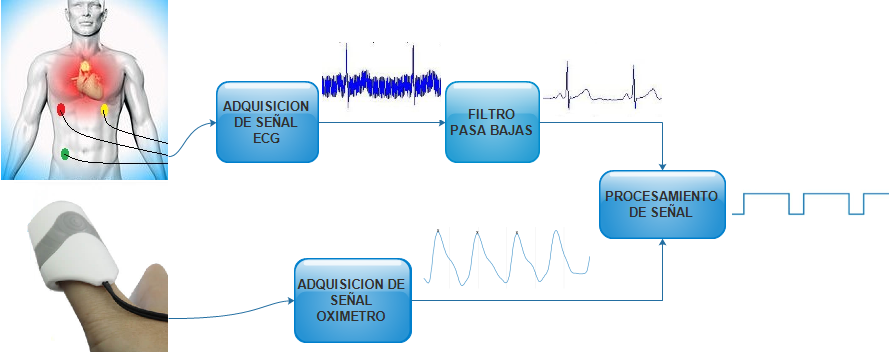 ADQUISICION
DE SEÑAL
ECG
FILTRO
PASA BAJAS
PROCESAMIENTO
DE SEÑAL
ADQUISICION DE
SEÑAL
OXIMETRO